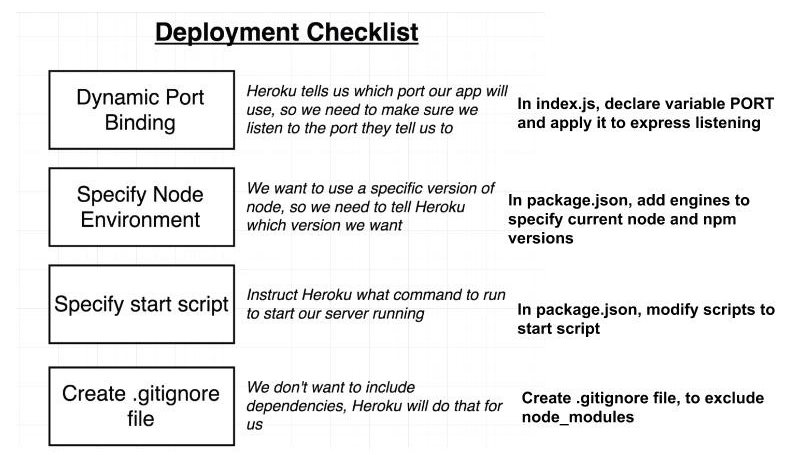 Deployment Checklist
Dynamic Port
Binding
Heroku tells us which port our app will
use, so we need to make sure we
listen to the port they tell us to
In index.js, declare variable PORT
and apply it to express listening
Specify Node
Environment
We want to use a specific version of
node, so we need to tell Heroku
which version we want
In package.json, add engines to
specify current node and npm
versions
Specify start script
Instruct Heroku what command to run
to start our server running
In package.json, modify scripts to
start script
Create .gitignore
file
We don't want to include
dependencies, Heroku will do that for
us
Create .gitignore file, to exclude
node_modules